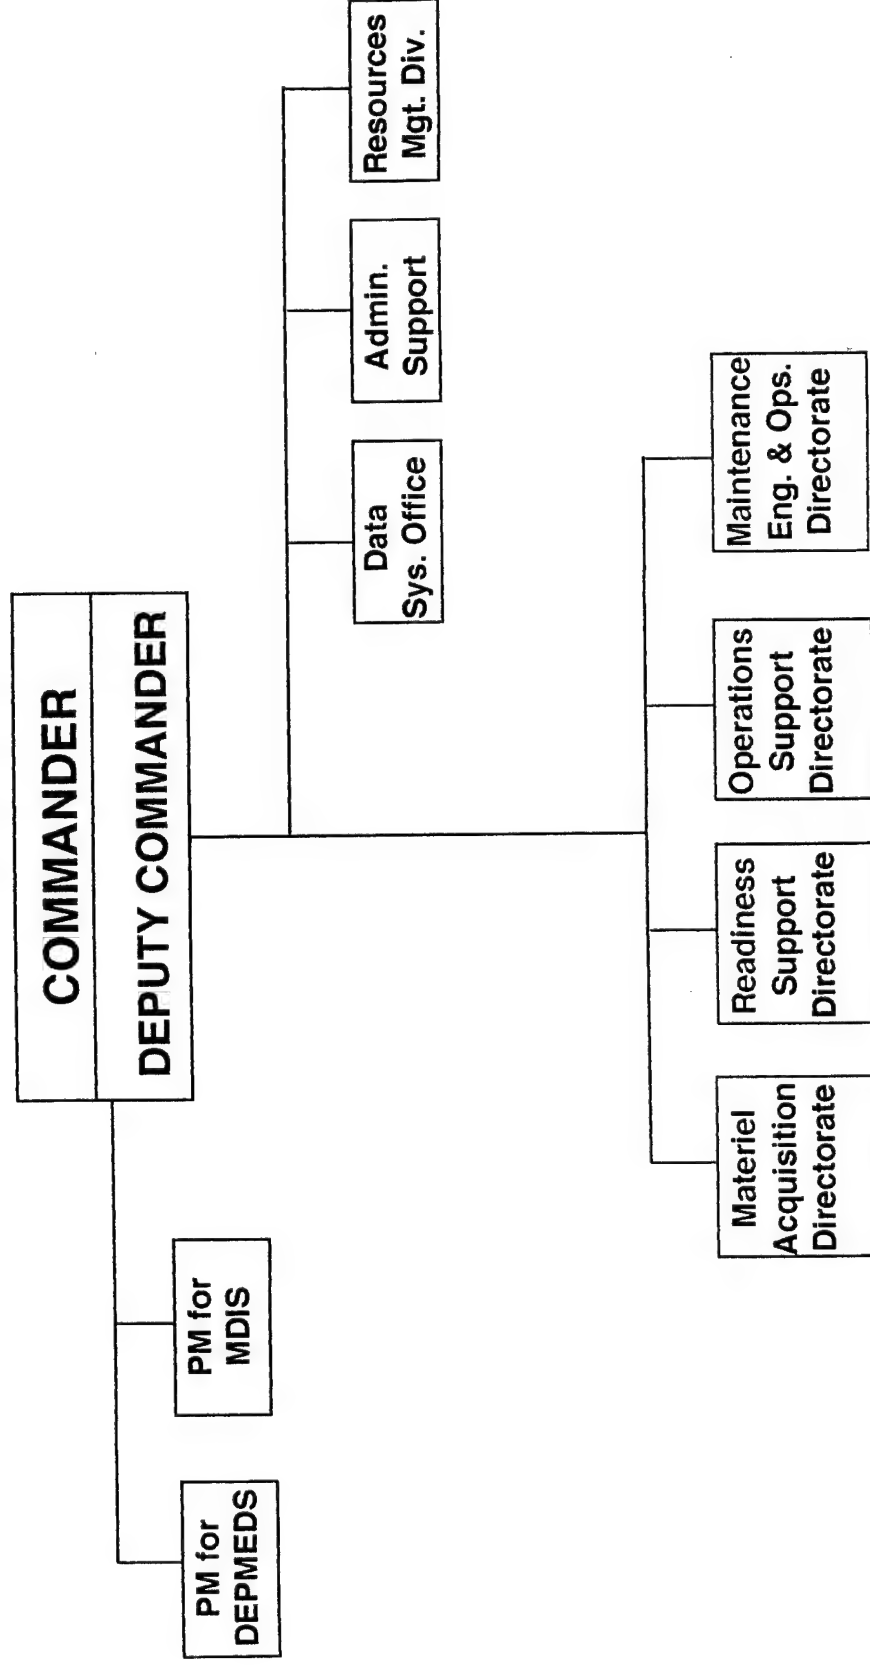 COMMANDER
DEPUTY COMMANDER
PM for
DEPMEDS
PM for
MDIS
Data
Sys. Office
Admin.
Support
Resources
Mgt. Div.
Materiel
Acquisition
Directorate
Readiness
Support
Directorate
Operations
Support
Directorate
Maintenance
Eng. & Ops.
Directorate